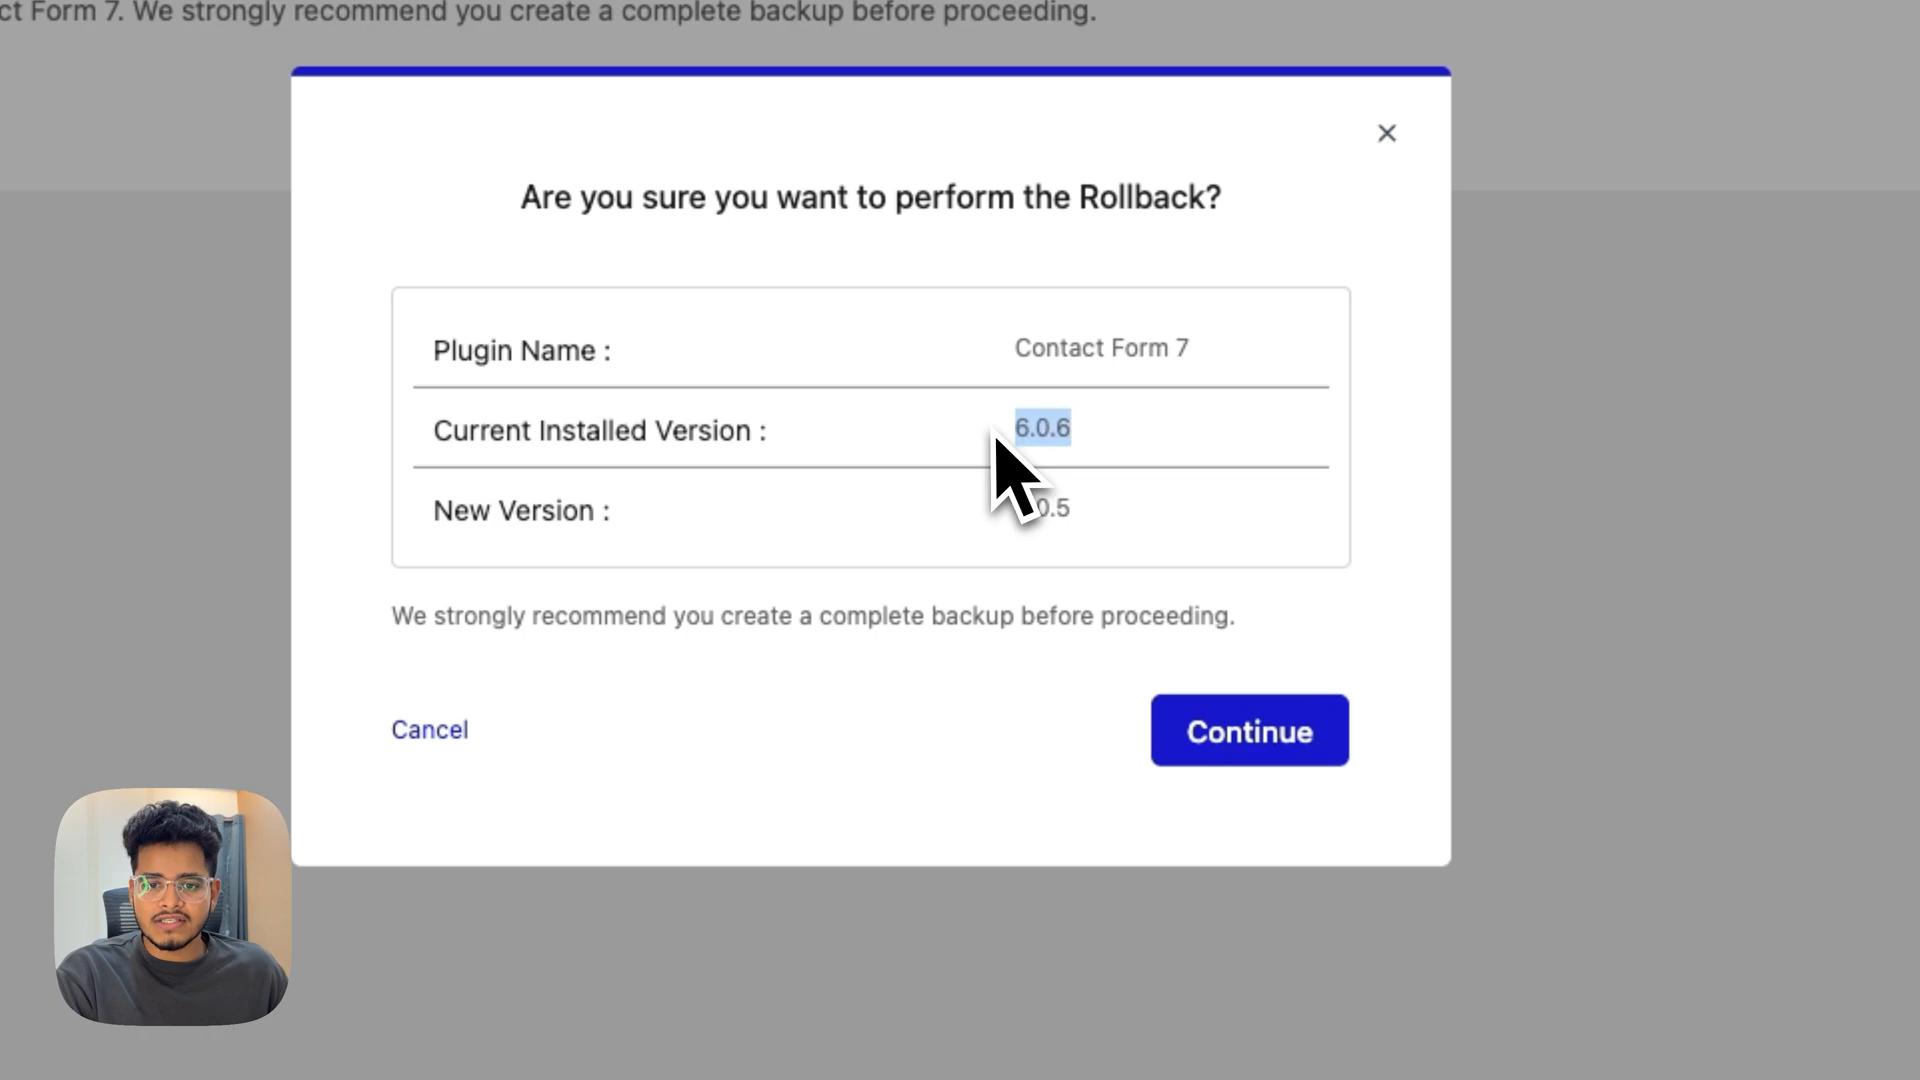 ct Form 7. We strongly recommend you create a complete backup before proceeding.
Are you sure you want to perform the Rollback?
Plugin Name : Contact Form 7
Current Installed Version : 6.0.6
New Version : 0.5
We strongly recommend you create a complete backup before proceeding.
Cancel
Continue